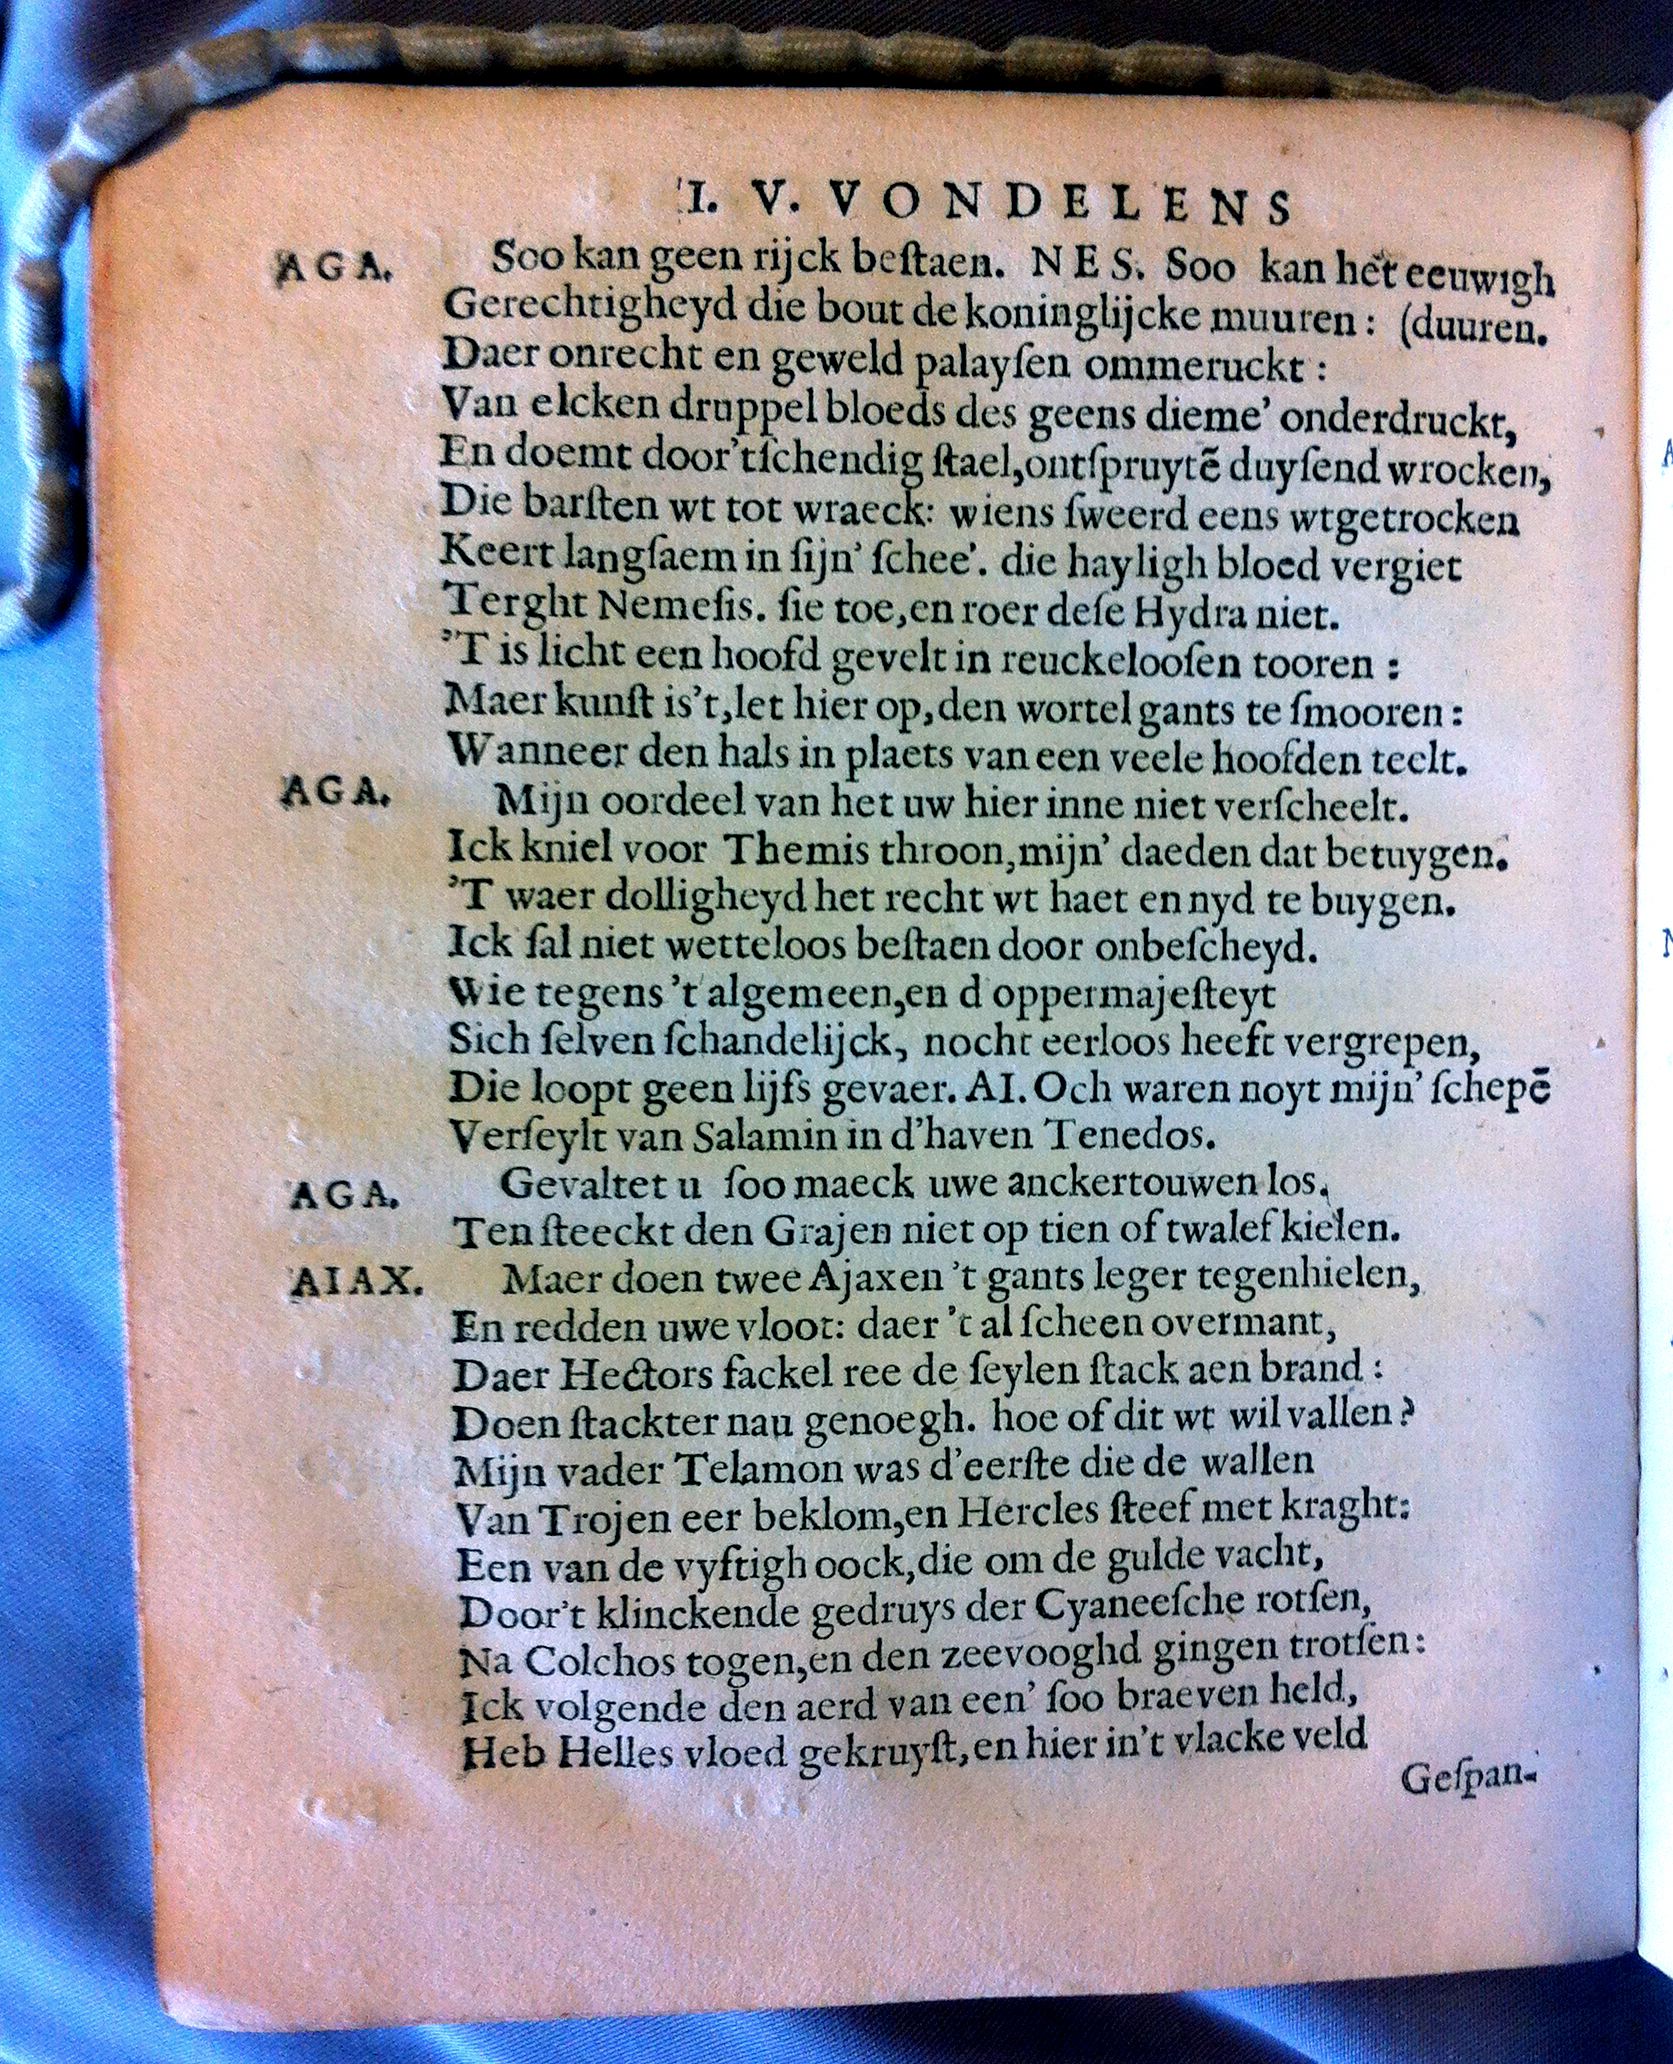 I. V. VONDELENS
AGA. Soo kan geen rijck beſtaen. NES. Soo kan het eeuwigh
Gerechtigheyd die bout de koninglijcke muuren: (duuren.
Daer onrecht en geweld palayſen ommeruckt:
Van elcken druppel bloeds des geens dieme' onderdruckt,
En doemt door'tſchendig ſtael,ontſpruytē duyſend wrocken,
Die barſten wt tot wraeck: wiens ſweerd eens wtgetrocken
Keert langſaem in ſijn' ſchee'. die hayligh bloed vergiet
Terght Nemeſis. ſie toe,en roer deſe Hydra niet.
'T is licht een hoofd gevelt in reuckelooſen tooren:
Maer kunſt is't,let hier op,den wortel gants te ſmooren:
Wanneer den hals in plaets van een veele hoofden teelt.
AGA. Mijn oordeel van het uw hier inne niet verſcheelt.
Ick kniel voor Themis throon,mijn' daeden dat betuygen.
'T waer dolligheyd het recht wt haet en nyd te buygen.
Ick ſal niet wetteloos beſtaen door onbeſcheyd.
Wie tegens 't algemeen,en d oppermajeſteyt
Sich ſelven ſchandelijck, nocht eerloos heeft vergrepen,
Die loopt geen lijfs gevaer. AI. Och waren noyt mijn' ſchepē
Verſeylt van Salamin in d'haven Tenedos.
AGA. Gevaltet u ſoo maeck uwe anckertouwen los.
Ten ſteeckt den Grajen niet op tien of twalef kielen.
AIAX. Maer doen twee Ajaxen 't gants leger tegenhielen,
En redden uwe vloot: daer 't al ſcheen overmant,
Daer Hectors fackel ree de ſeylen ſtack aen brand:
Doen ſtackter nau genoegh. hoe of dit wt wil vallen?
Mijn vader Telamon was d'eerſte die de wallen
Van Trojen eer beklom,en Hercles ſteef met kraght:
Een van de vyftigh oock,die om de gulde vacht,
Door't klinckende gedruys der Cyaneeſche rotſen,
Na Colchos togen,en den zeevooghd gingen trotſen:
Ick volgende den aerd van een' ſoo braeven held,
Heb Helles vloed gekruyſt,en hier in't vlacke veld
Geſpan-